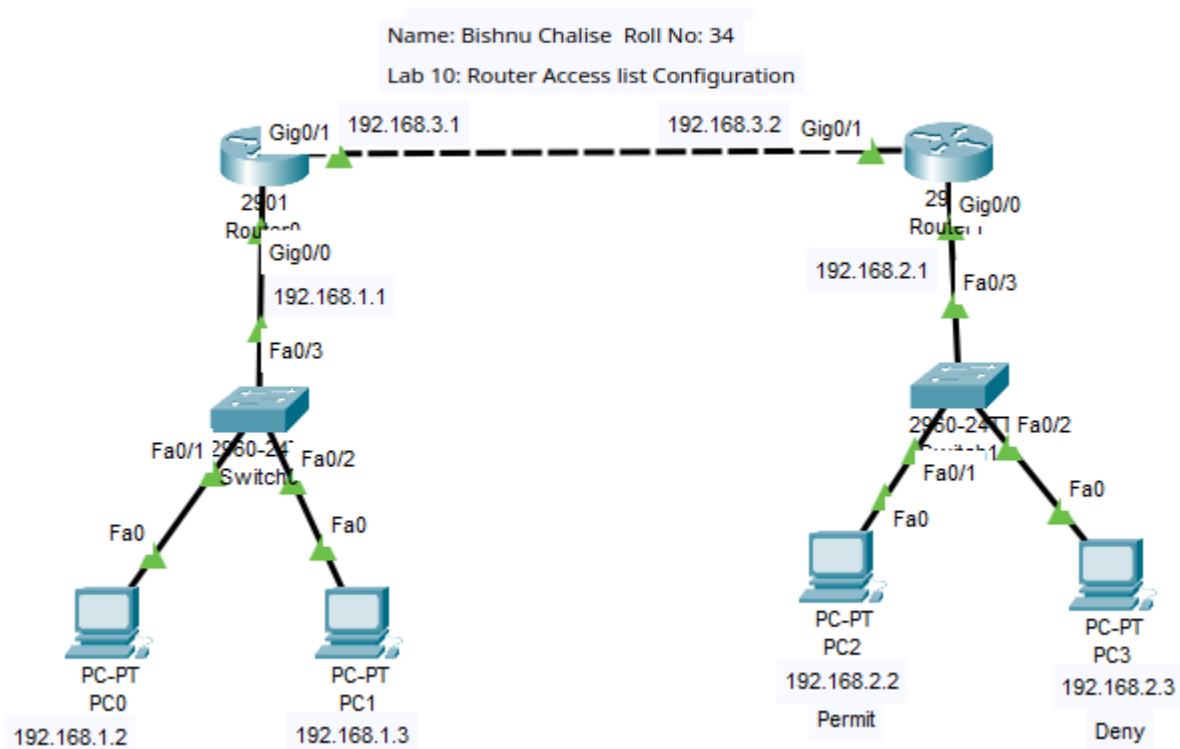 Name: Bishnu Chalise Roll No: 34
Lab 10: Router Access list Configuration
Gig0/1
192.168.3.1
192.168.3.2
Gig0/1
2901
Gig0/0
192.168.1.1
Fa0/3
29
Gig0/0
192.168.2.1
Fa0/3
Fa0/1
Fa0/2
Fa0
Fa0
PC-PT
PC0
192.168.1.2
PC-PT
PC1
192.168.1.3
Fa0/2
Fa0/1
Fa0
Fa0
PC-PT
PC2
192.168.2.2
Permit
PC-PT
PC3
192.168.2.3
Deny